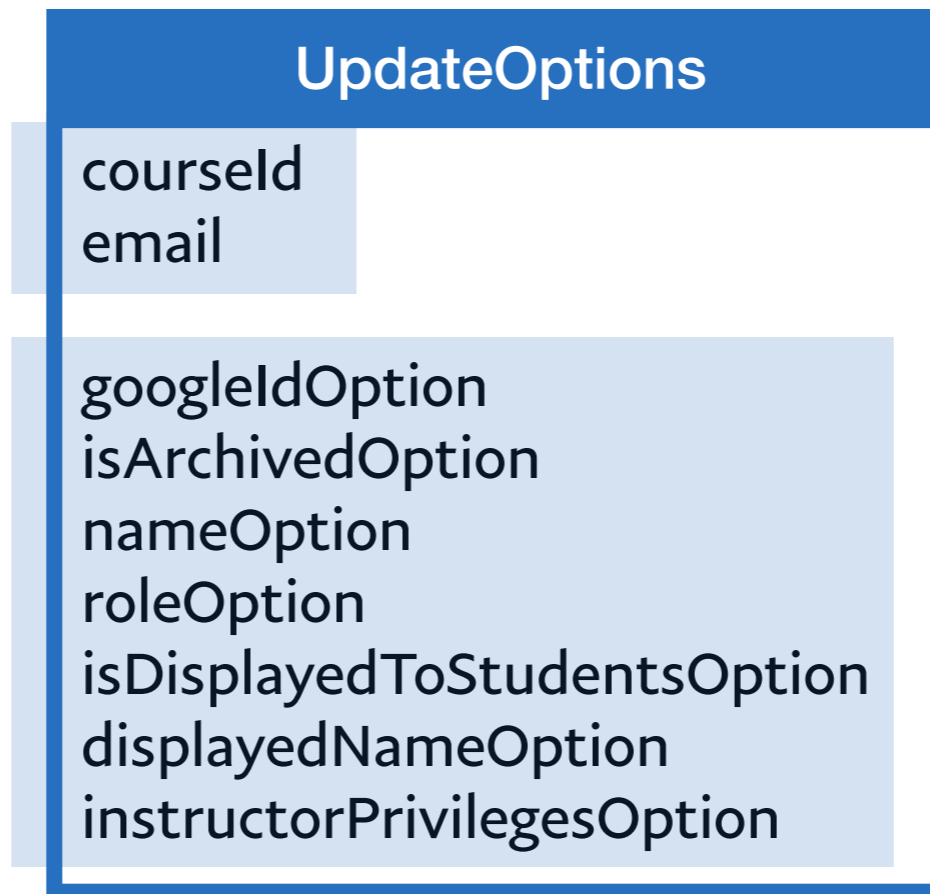 UpdateOptions
courseId
email
googleIdOption
isArchivedOption
nameOption
roleOption
isDisplayedToStudentsOption
displayedNameOption
instructorPrivilegesOption